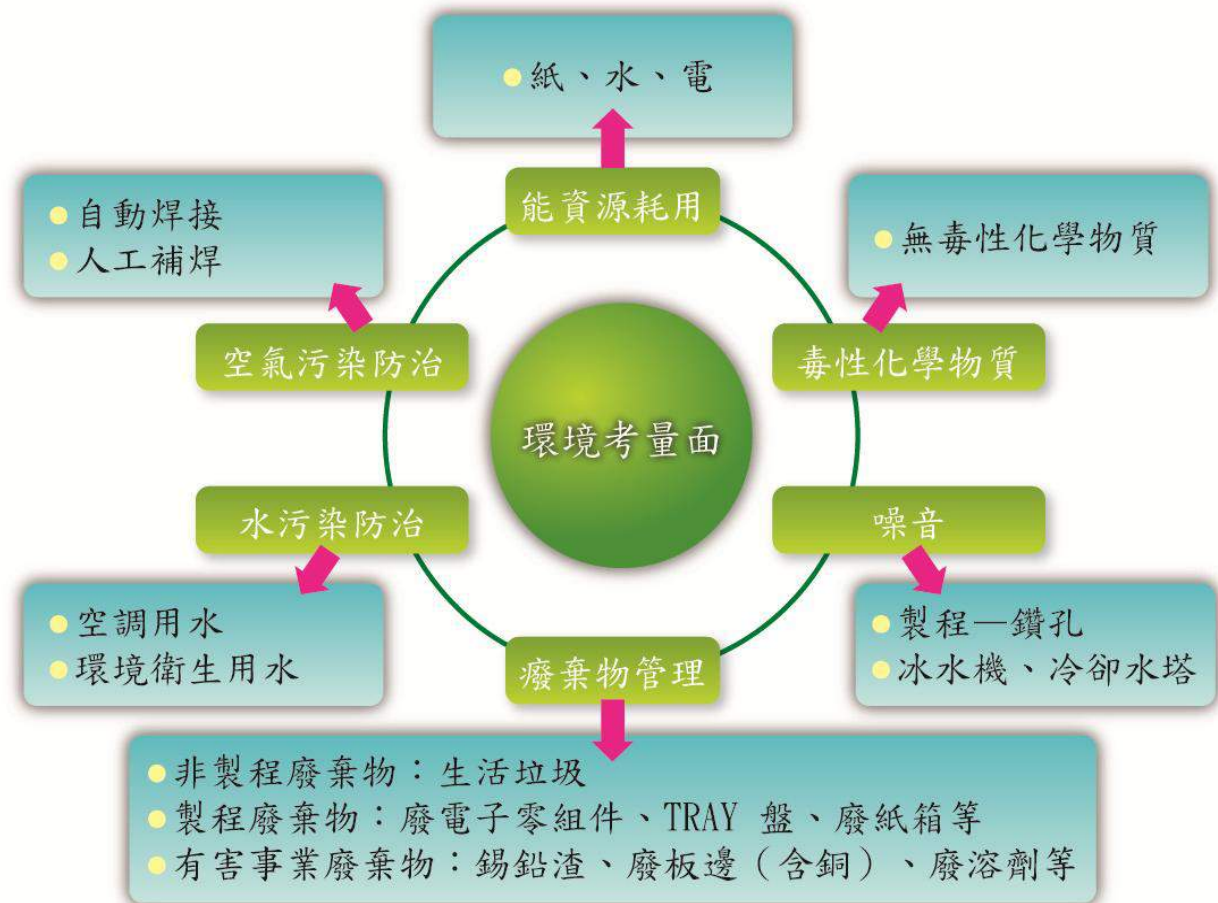 紙、水、電
能資源耗用
自動焊接
人工補焊
空氣污染防治
無毒性化學物質
毒性化學物質
環境考量面
水污染防治
空調用水
環境衛生用水
噪音
製程—鑽孔
冰水機、冷卻水塔
癈棄物管理
非製程廢棄物：生活垃圾
製程廢棄物：廢電子零組件、TRAY 盤、廢紙箱等
有害事業廢棄物：錫鉛渣、廢板邊（含銅）、廢溶劑等